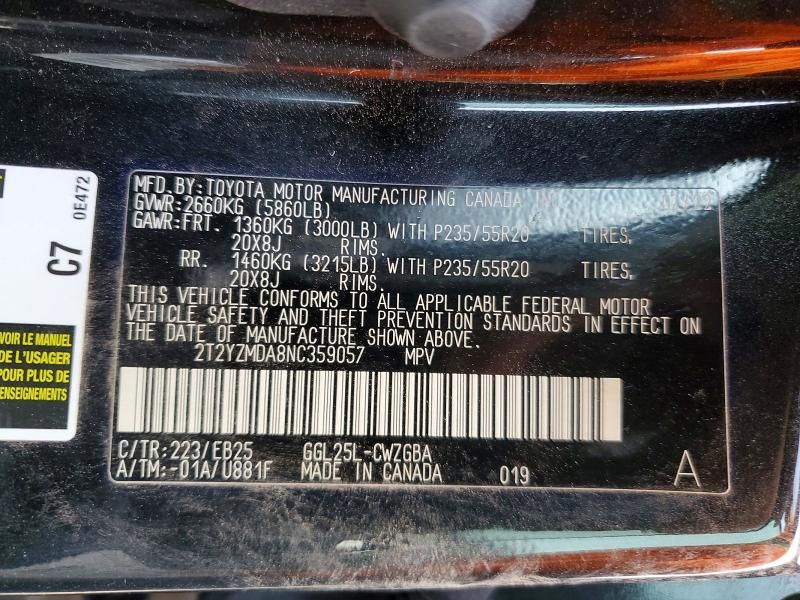 MFD. BY: TOYOTA MOTOR MANUFACTURING CANADA INC.
GVWR: 2660KG (5860LB)
GAWR: FRT. 1360KG (3000LB) WITH P235/55R20 TIRES,
20X8J RIMS.
RR. 1460KG (3215LB) WITH P235/55R20 TIRES,
20X8J RIMS.
THIS VEHICLE CONFORMS TO ALL APPLICABLE FEDERAL MOTOR
VEHICLE SAFETY AND THEFT PREVENTION STANDARDS IN EFFECT ON
THE DATE OF MANUFACTURE SHOWN ABOVE.
2T2YZMDA8NC359057 MPV
C/TR: 223/EB25 GGL25L-CWZGBA
A/TM: -01A/U881F MADE IN CANADA 019 A
C7 0E472
VOIR LE MANUEL
DE L'USAGER
POUR PLUS DE
RENSEIGNEMENTS